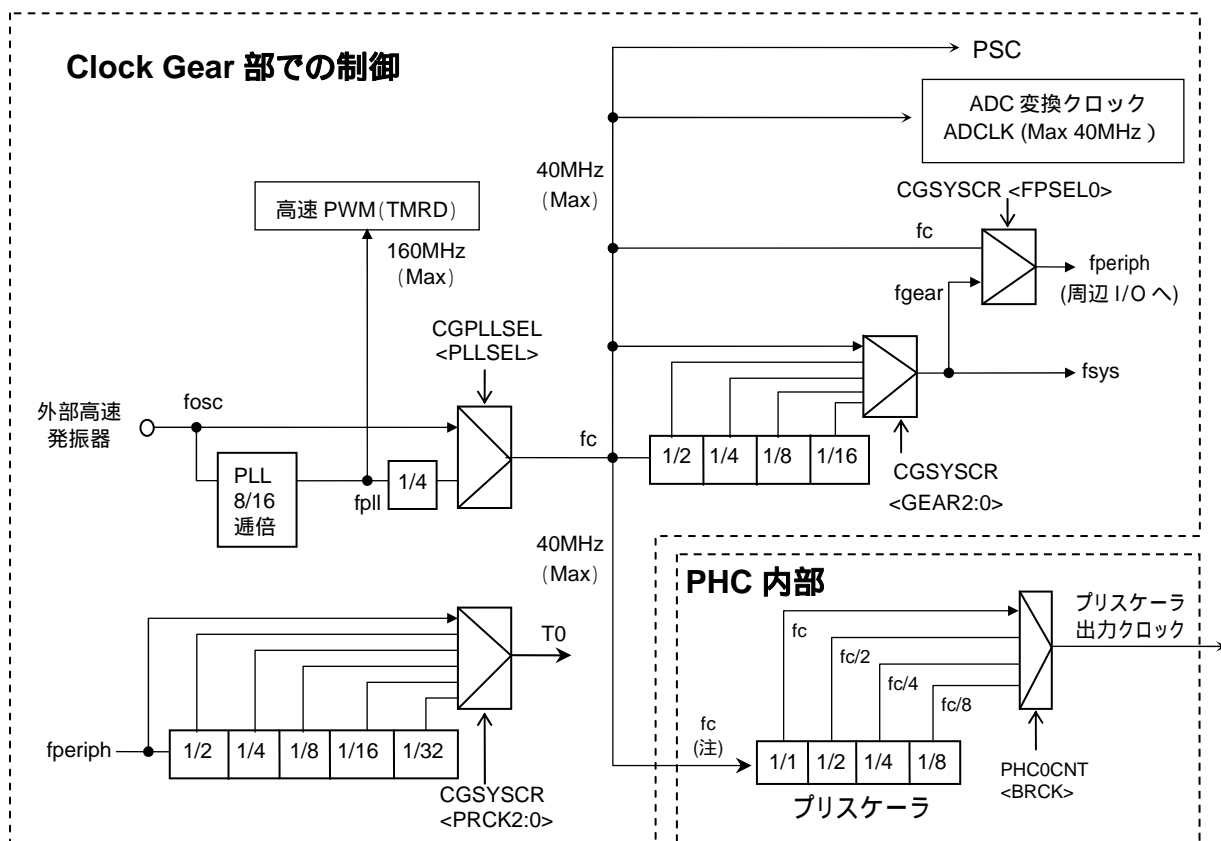 Clock Gear 部での制御
PSC
ADC 変換クロック
ADCLK (Max 40MHz )
40MHz
(Max)
CGSYSCR <FPSEL0>
高速 PWM(TMRD)
160MHz
(Max)
fc
fperiph
(周辺 I/O へ)
fgear
CGPLLSEL
<PLLSEL>
fsys
外部高速
発振器
fosc
fc
1/2 1/4 1/8 1/16
PLL
8/16
逓倍
fpll
1/4
CGSYSCR
<GEAR2:0>
40MHz
(Max)
PHC 内部
プリスケーラ
出力クロック
fc
fc/2
fc/4
fc/8
T0
fc
(注)
fperiph
1/2 1/4 1/8 1/16 1/32
1/1 1/2 1/4 1/8
プリスケーラ
PHC0CNT
<BRCK>
CGSYSCR
<PRCK2:0>